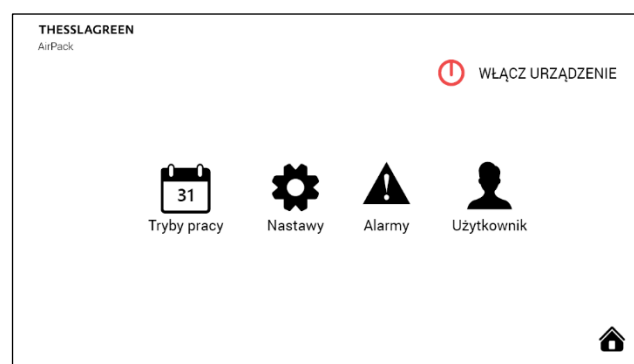 THESSLAGREEN
AirPack
WŁĄCZ URZĄDZENIE
31
Tryby pracy
Nastawy
Alarmy
Użytkownik